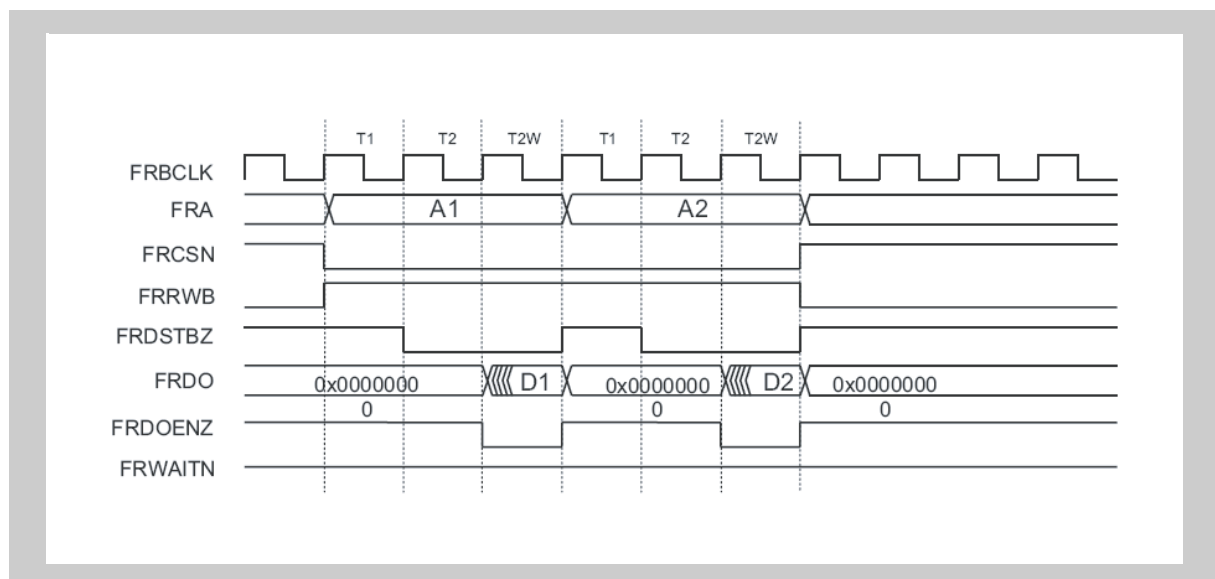 T1 T2 T2W T1 T2 T2W
FRBCLK
FRA A1 A2
FRCSN
FRRWB
FRDSTBZ
FRDO 0x0000000 D1 0x0000000 D2 0x0000000
0 0 0
FRDOENZ
FRWAITN